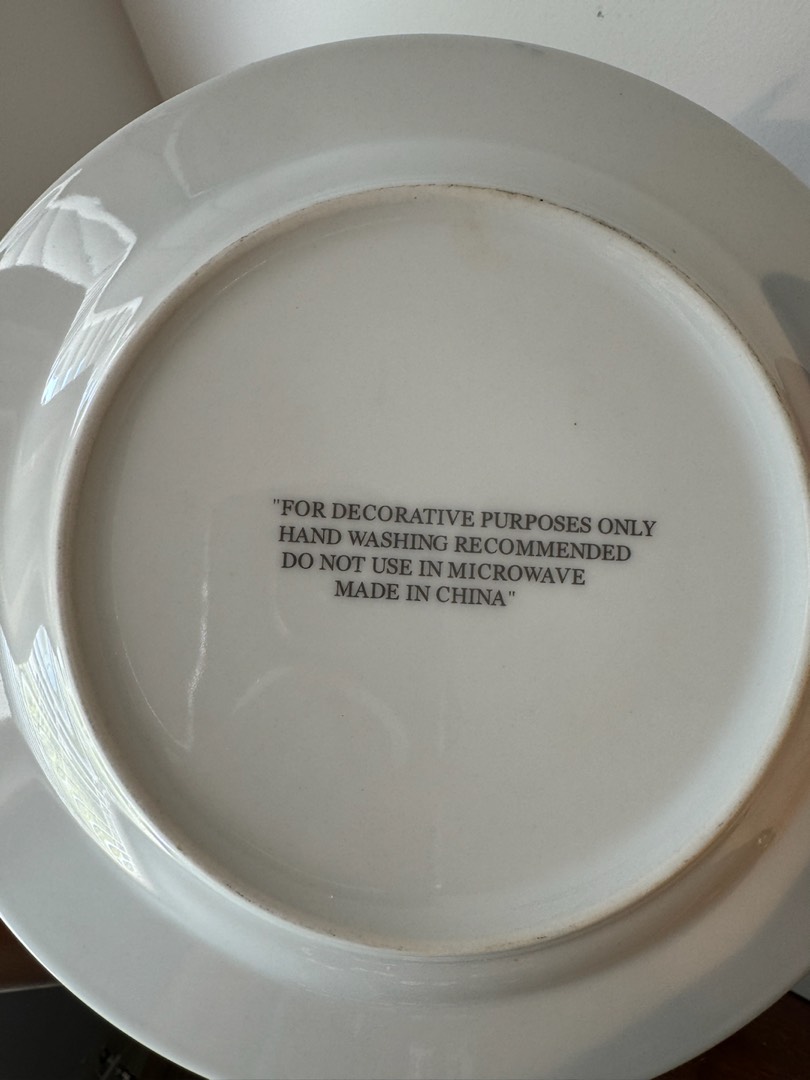 "FOR DECORATIVE PURPOSES ONLY
HAND WASHING RECOMMENDED
DO NOT USE IN MICROWAVE
MADE IN CHINA"